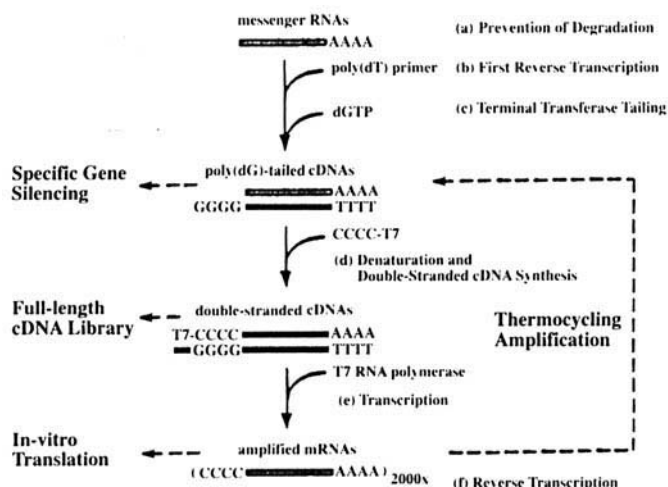 messenger RNAs
AAAA
(a) Prevention of Degradation
poly(dT) primer
(b) First Reverse Transcription
dGTP
(c) Terminal Transferase Tailing
Specific Gene
Silencing
poly(dG)-tailed cDNAs
AAAA
GGGG TTTT
CCCC-T7
(d) Denaturation and
Double-Stranded cDNA Synthesis
Full-length
cDNA Library
double-stranded cDNAs
T7-CCCC AAAA
GGGG TTTT
Thermocycling
Amplification
T7 RNA polymerase
(e) Transcription
In-vitro
Translation
amplified mRNAs
(CCCC AAAA) 2000x
(f) Reverse Transcription